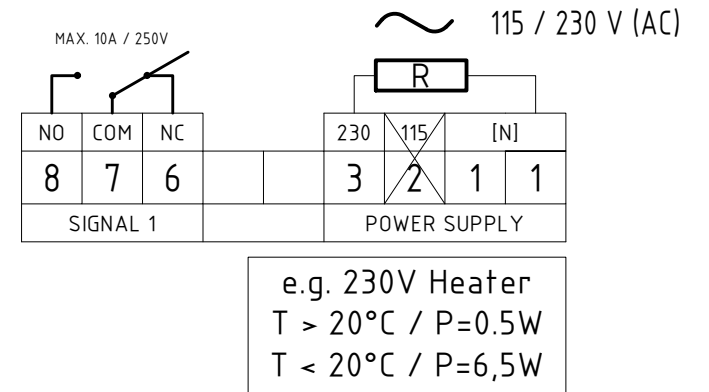 115 / 230 V (AC)
MAX. 10A / 250V
R
NO COM NC 230 115 [N]
8 7 6 3 2 1 1
SIGNAL 1 POWER SUPPLY
e.g. 230V Heater
T > 20°C / P=0.5W
T < 20°C / P=6,5W